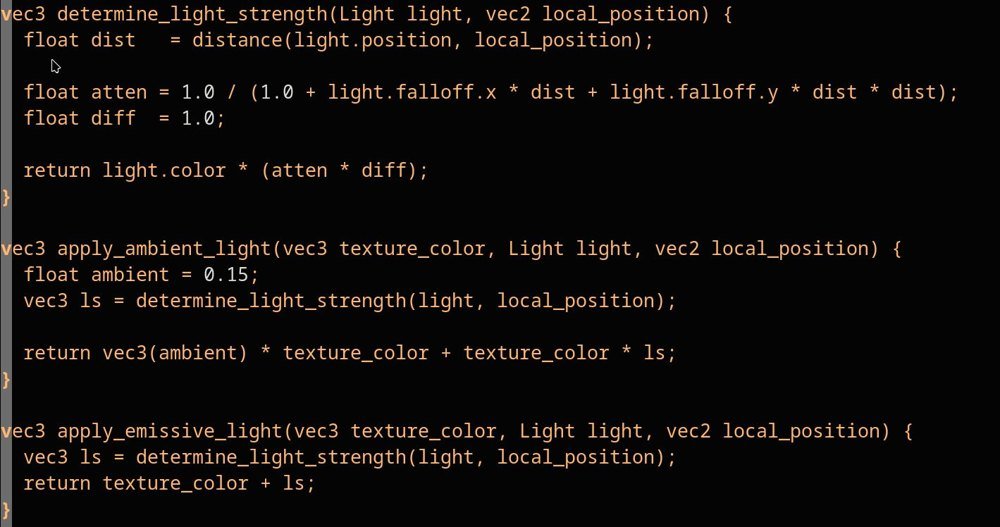 vec3 determine_light_strength(Light light, vec2 local_position) {
  float dist   = distance(light.position, local_position);

  float atten = 1.0 / (1.0 + light.falloff.x * dist + light.falloff.y * dist * dist);
  float diff  = 1.0;

  return light.color * (atten * diff);
}

vec3 apply_ambient_light(vec3 texture_color, Light light, vec2 local_position) {
  float ambient = 0.15;
  vec3 ls = determine_light_strength(light, local_position);

  return vec3(ambient) * texture_color + texture_color * ls;
}

vec3 apply_emissive_light(vec3 texture_color, Light light, vec2 local_position) {
  vec3 ls = determine_light_strength(light, local_position);
  return texture_color + ls;
}